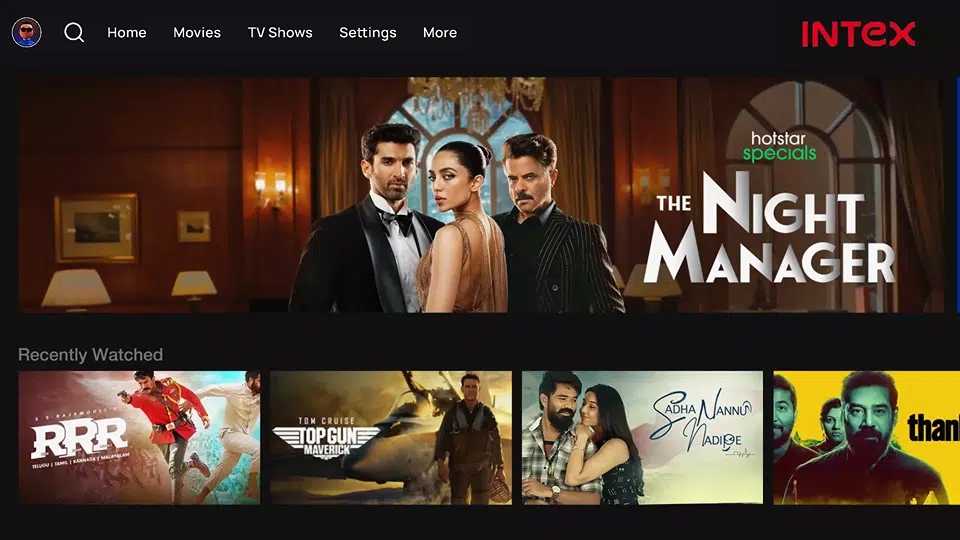 Home Movies TV Shows Settings More INTEX
hotstar
specials
THE NIGHT
MANAGER
Recently Watched
S S RAJAMOULI'S
RRR
TELUGU | TAMIL | KANNADA | MALAYALAM
TOM CRUISE
TOP GUN
MAVERICK
SADHA NANNU
NADIPE
than